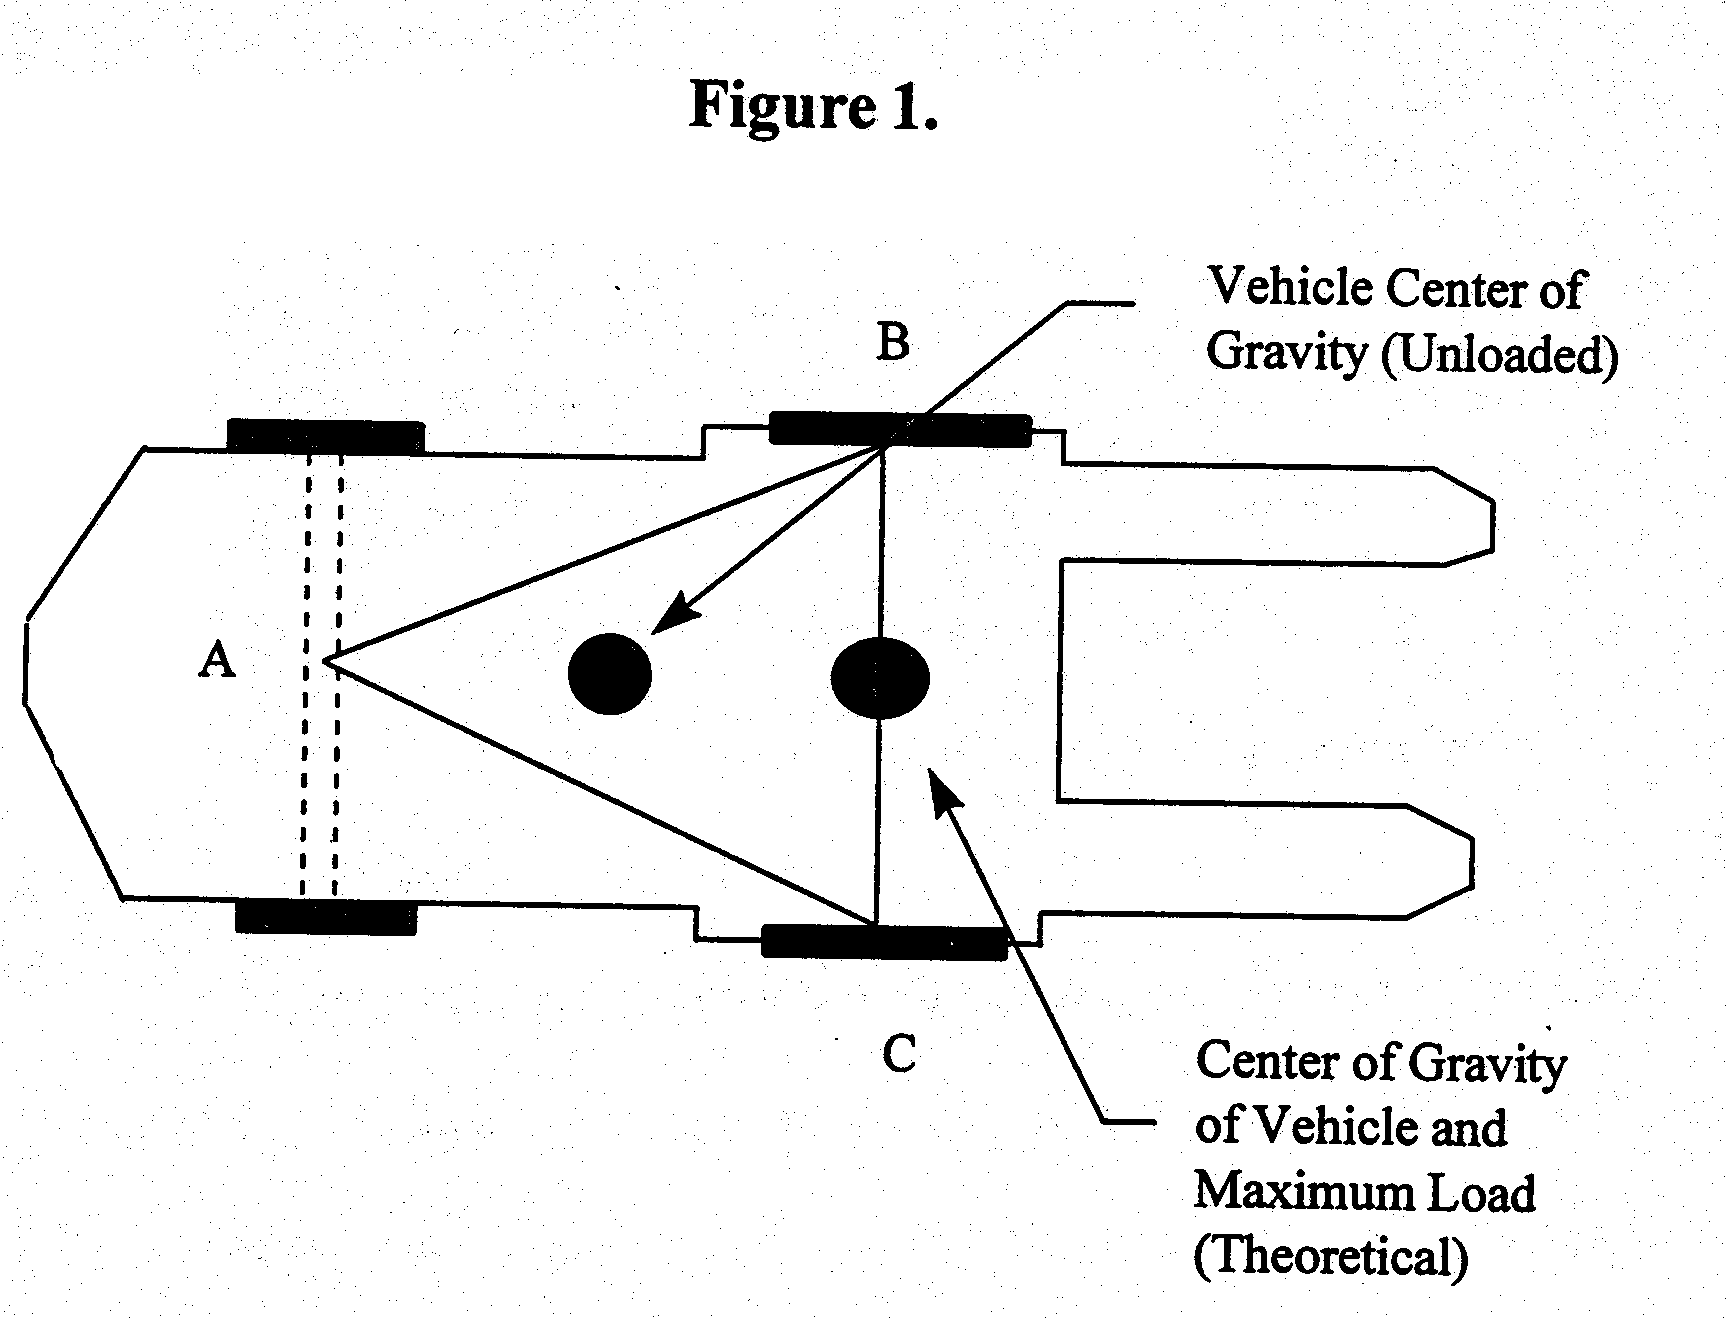 Figure 1.
Vehicle Center of
Gravity (Unloaded)
B
A
C
Center of Gravity
of Vehicle and
Maximum Load
(Theoretical)